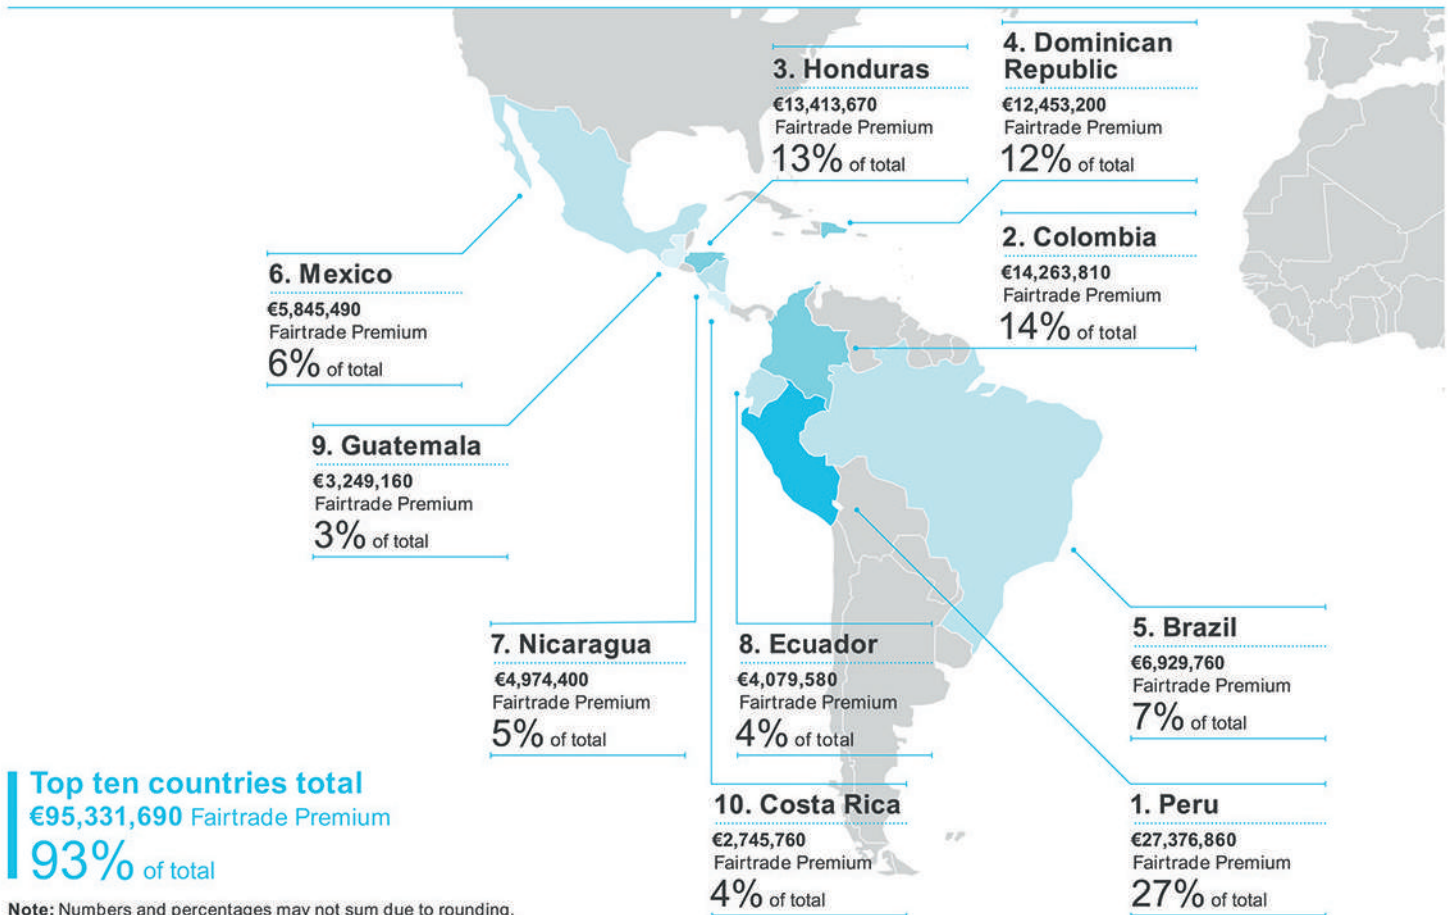 3. Honduras
€13,413,670
Fairtrade Premium
13% of total
4. Dominican
Republic
€12,453,200
Fairtrade Premium
12% of total
2. Colombia
€14,263,810
Fairtrade Premium
14% of total
6. Mexico
€5,845,490
Fairtrade Premium
6% of total
9. Guatemala
€3,249,160
Fairtrade Premium
3% of total
7. Nicaragua
€4,974,400
Fairtrade Premium
5% of total
8. Ecuador
€4,079,580
Fairtrade Premium
4% of total
5. Brazil
€6,929,760
Fairtrade Premium
7% of total
10. Costa Rica
€2,745,760
Fairtrade Premium
4% of total
1. Peru
€27,376,860
Fairtrade Premium
27% of total
Top ten countries total
€95,331,690 Fairtrade Premium
93% of total
Note: Numbers and percentages may not sum due to rounding.